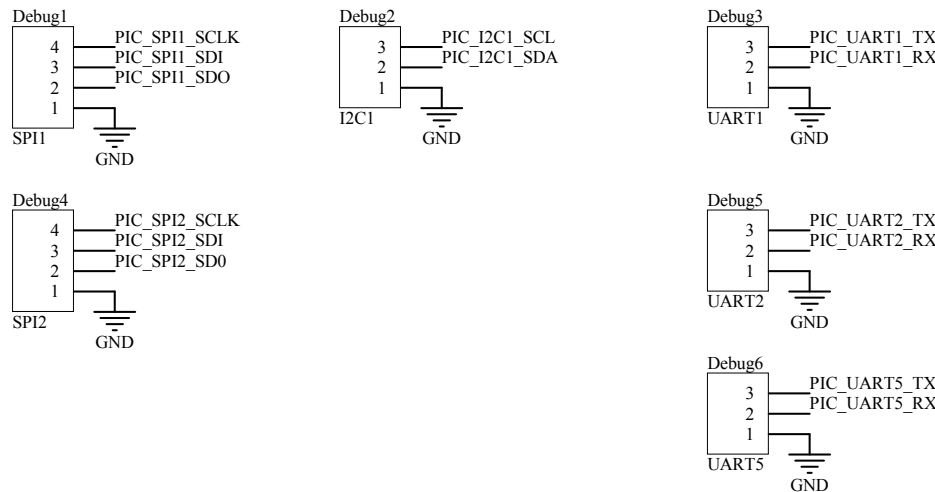 Debug1
4 PIC_SPI1_SCLK
3 PIC_SPI1_SDI
2 PIC_SPI1_SDO
1
SPI1
GND
Debug2
3 PIC_I2C1_SCL
2 PIC_I2C1_SDA
1
I2C1
GND
Debug3
3 PIC_UART1_TX
2 PIC_UART1_RX
1
UART1
GND
Debug4
4 PIC_SPI2_SCLK
3 PIC_SPI2_SDI
2 PIC_SPI2_SD0
1
SPI2
GND
Debug5
3 PIC_UART2_TX
2 PIC_UART2_RX
1
UART2
GND
Debug6
3 PIC_UART5_TX
2 PIC_UART5_RX
1
UART5
GND